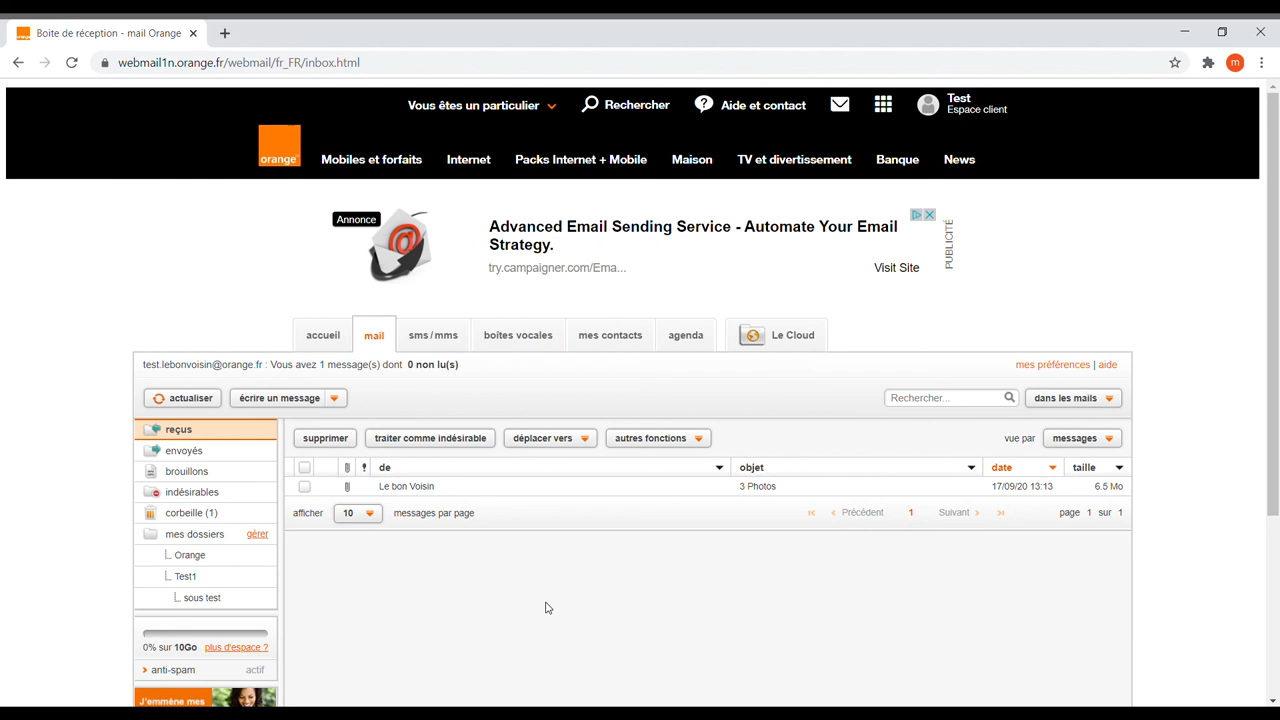 Boite de réception - mail Orange
webmail1n.orange.fr/webmail/fr_FR/inbox.html
m
Vous êtes un particulier
Rechercher
Aide et contact
Test
Espace client
orange
Mobiles et forfaits
Internet
Packs Internet + Mobile
Maison
TV et divertissement
Banque
News
Annonce
Advanced Email Sending Service - Automate Your Email
Strategy.
try.campaigner.com/Ema...
Visit Site
PUBLICITÉ
accueil
mail
sms/mms
boîtes vocales
mes contacts
agenda
Le Cloud
test.lebonvoisin@orange.fr : Vous avez 1 message(s) dont 0 non lu(s)
mes préférences | aide
actualiser
écrire un message
Rechercher...
dans les mails
reçus
envoyés
brouillons
indésirables
corbeille (1)
mes dossiers
gérer
Orange
Test1
sous test
0% sur 10Go
plus d'espace ?
anti-spam
actif
J'emmène mes
supprimer
traiter comme indésirable
déplacer vers
autres fonctions
vue par
messages
de
objet
date
taille
Le bon Voisin
3 Photos
17/09/20 13:13
6.5 Mo
afficher
10
messages par page
Précédent
1
Suivant
page 1 sur 1